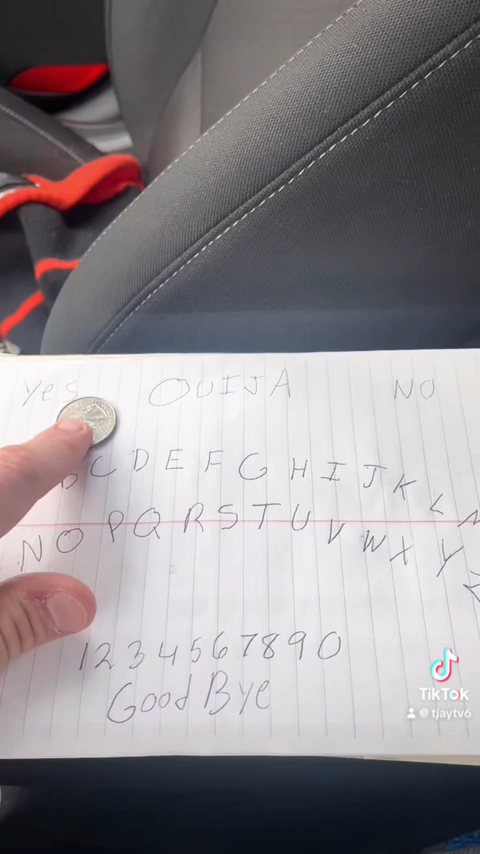 Yes OUIJA NO
B C D E F G H I J K L M
N O P Q R S T U V W X Y Z
1 2 3 4 5 6 7 8 9 0
GooD Bye
TikTok
@tjaytv6